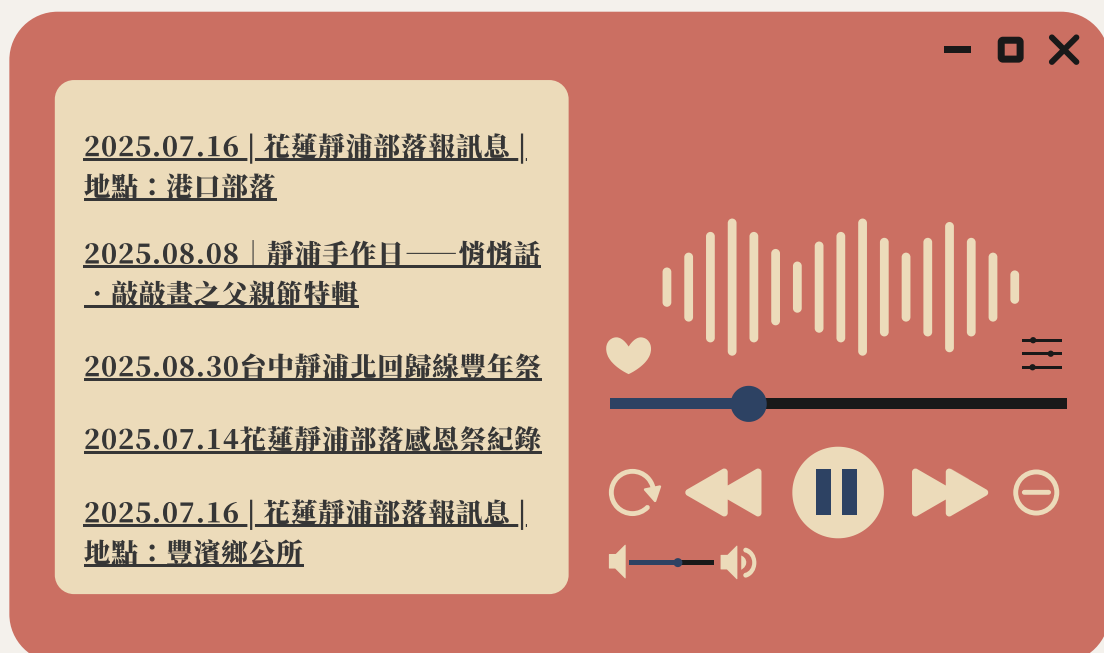 2025.07.16 | 花蓮靜浦部落報訊息 |
地點：港口部落
2025.08.08｜靜浦手作日——悄悄話
·敲敲畫之父親節特輯
2025.08.30台中靜浦北回歸線豐年祭
2025.07.14花蓮靜浦部落感恩祭紀錄
2025.07.16 | 花蓮靜浦部落報訊息 |
地點：豐濱鄉公所